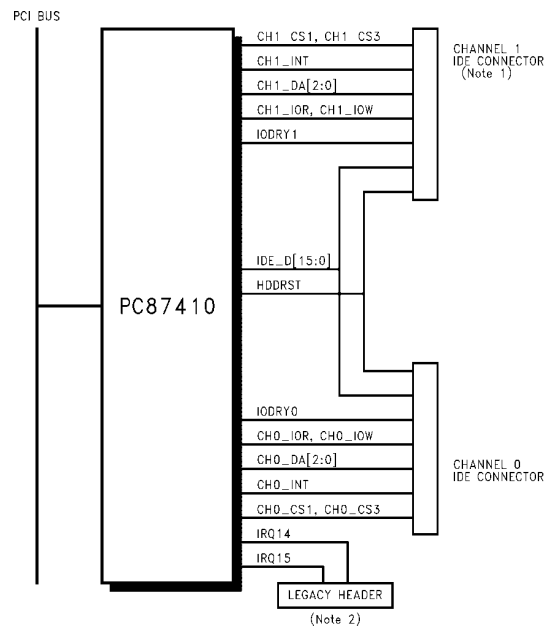 PCI BUS
CH1_CS1, CH1_CS3
CH1_INT
CH1_DA[2:0]
CH1_IOR, CH1_IOW
IODRY1
CHANNEL 1
IDE CONNECTOR
(Note 1)
IDE_D[15:0]
HDDRST
PC87410
IODRY0
CH0_IOR, CH0_IOW
CH0_DA[2:0]
CH0_INT
CH0_CS1, CH0_CS3
CHANNEL 0
IDE CONNECTOR
IRQ14
IRQ15
LEGACY HEADER
(Note 2)